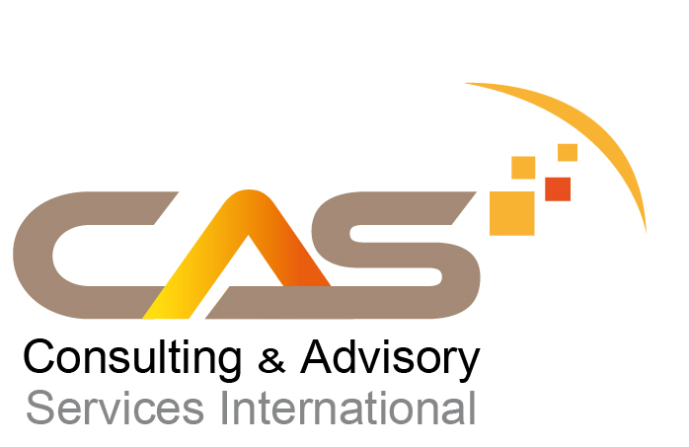 CAS
Consulting & Advisory
Services International